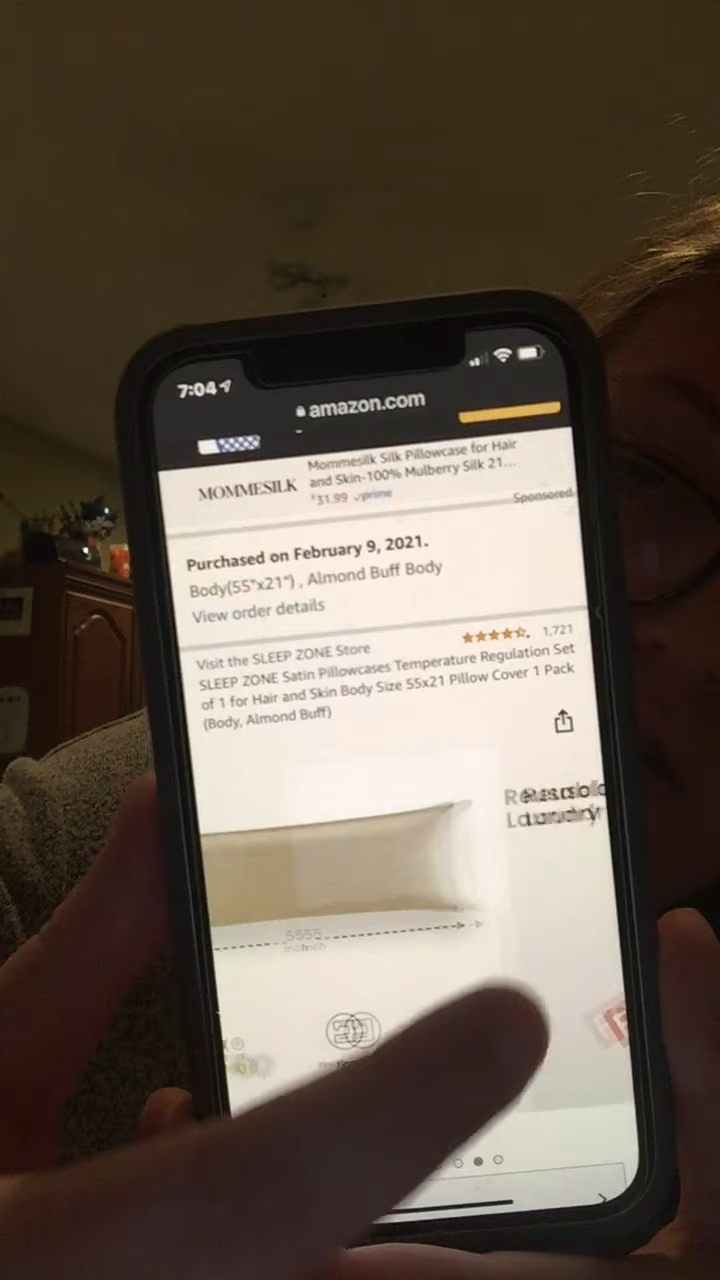 7:04
amazon.com
MOMMESILK
Mommesilk Silk Pillowcase for Hair
and Skin-100% Mulberry Silk 21...
$31.99 prime
Sponsored
Purchased on February 9, 2021.
Body(55"x21") , Almond Buff Body
View order details
Visit the SLEEP ZONE Store
1,721
SLEEP ZONE Satin Pillowcases Temperature Regulation Set
of 1 for Hair and Skin Body Size 55x21 Pillow Cover 1 Pack
(Body, Almond Buff)